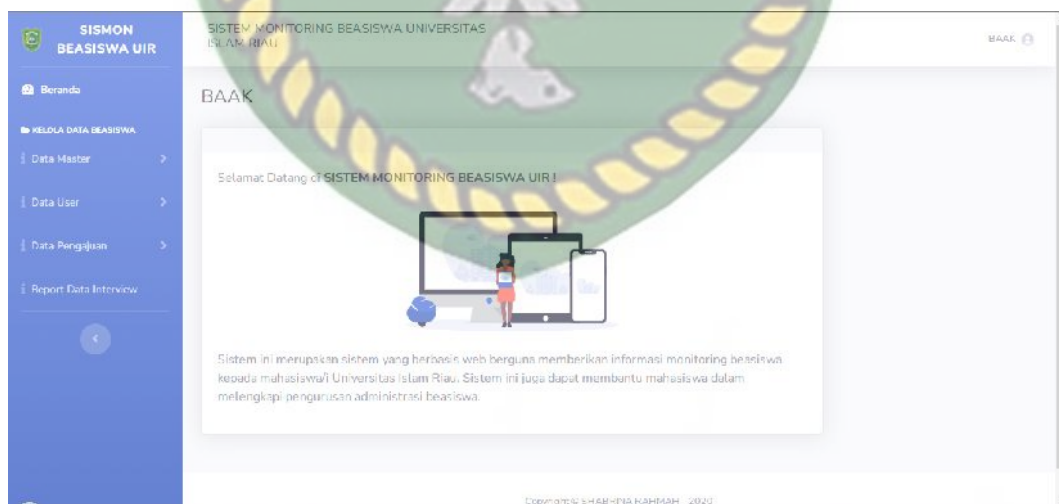 SISMON
BEASISWA UIR
Beranda
KELOLA DATA BEASISWA
Data Master
Data User
Data Pengajuan
Report Data Interview
SISTEM MONITORING BEASISWA UNIVERSITAS
ISLAM RIAU
BAAK
BAAK
Selamat Datang di SISTEM MONITORING BEASISWA UIR !
Sistem ini merupakan sistem yang berbasis web berguna memberikan informasi monitoring beasiswa
kepada mahasiswa/i Universitas Islam Riau. Sistem ini juga dapat membantu mahasiswa dalam
melengkapi pengurusan administrasi beasiswa.
Copyright © RAHMAH 2020